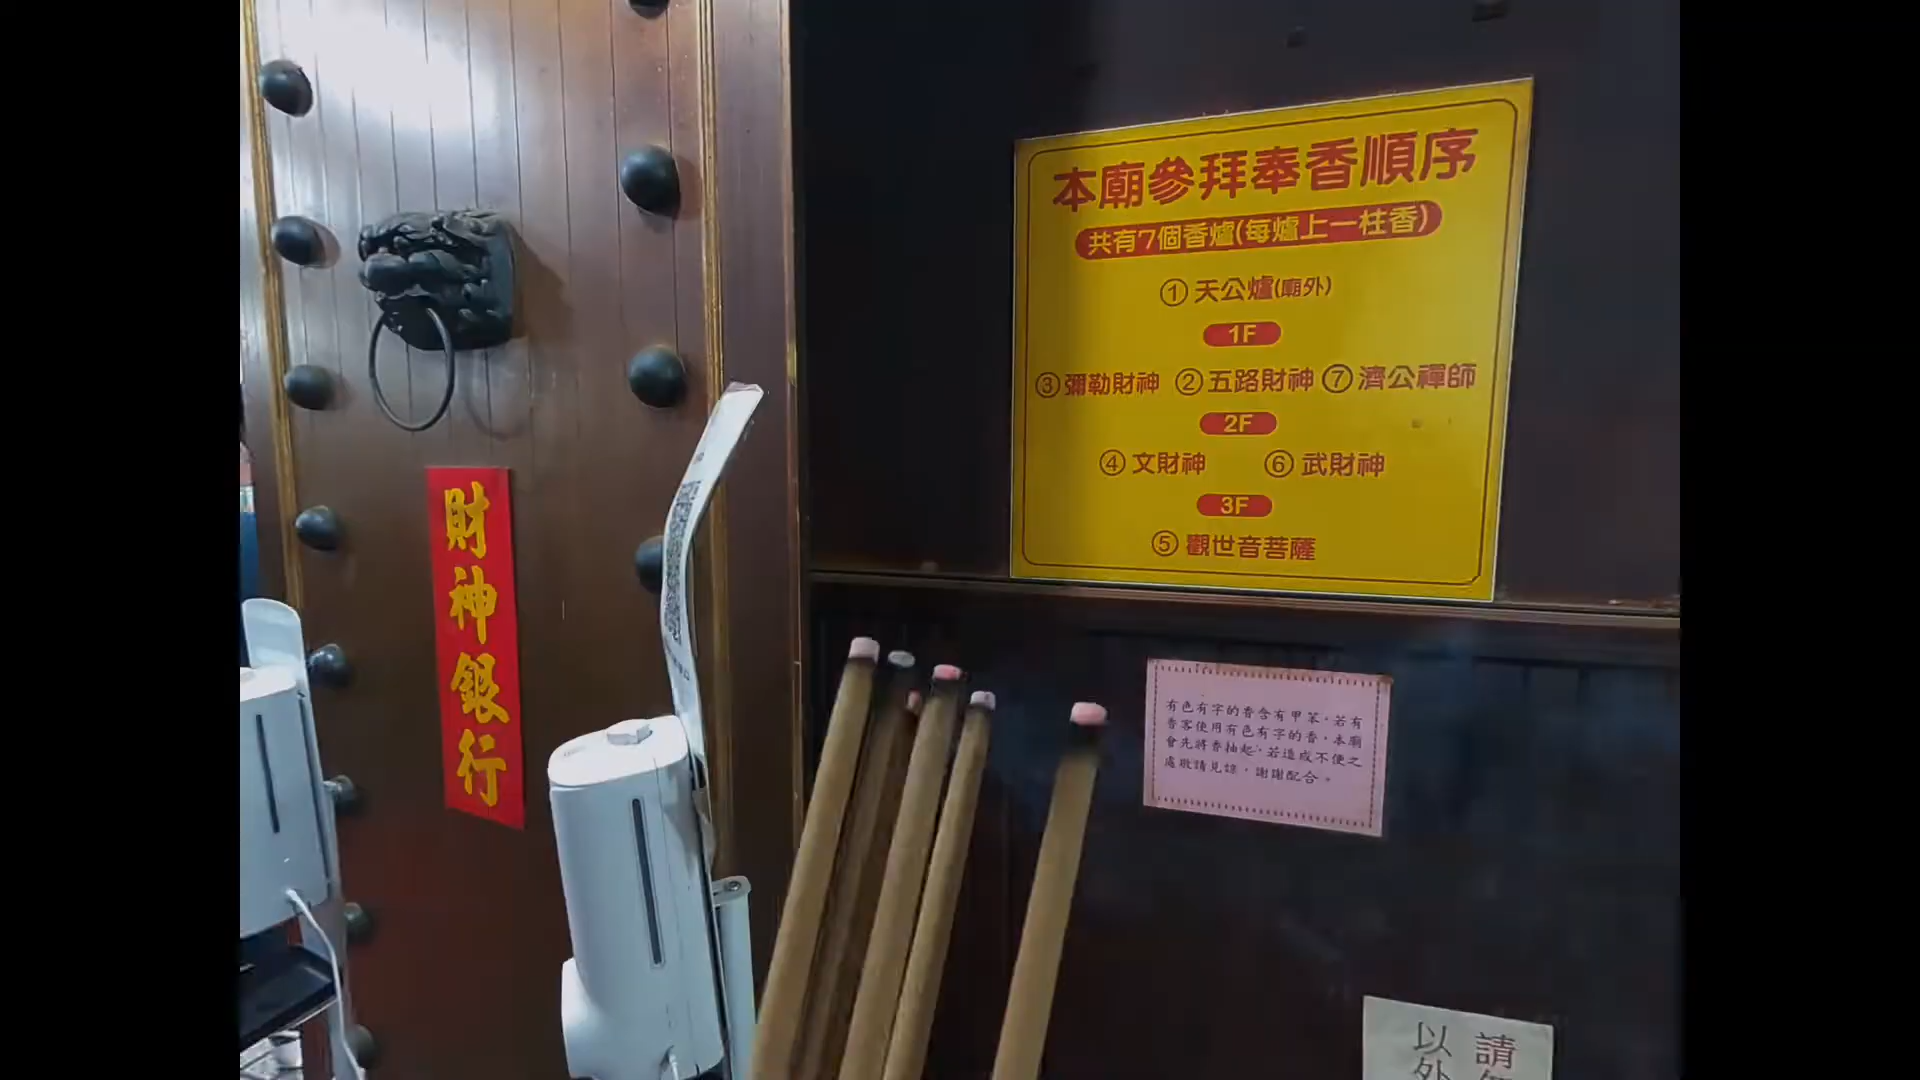 財神銀行
本廟參拜奉香順序
共有7個香爐(每爐上一柱香)
①天公爐(廟外)
1F
③彌勒財神 ②五路財神 ⑦濟公禪師
2F
④文財神 ⑥武財神
3F
⑤觀世音菩薩
有色有字的香含有甲苯，若有
香客使用有色有字的香，本廟
會先將香抽起，若造成不便之
處敬請見諒，謝謝配合。
請
以外